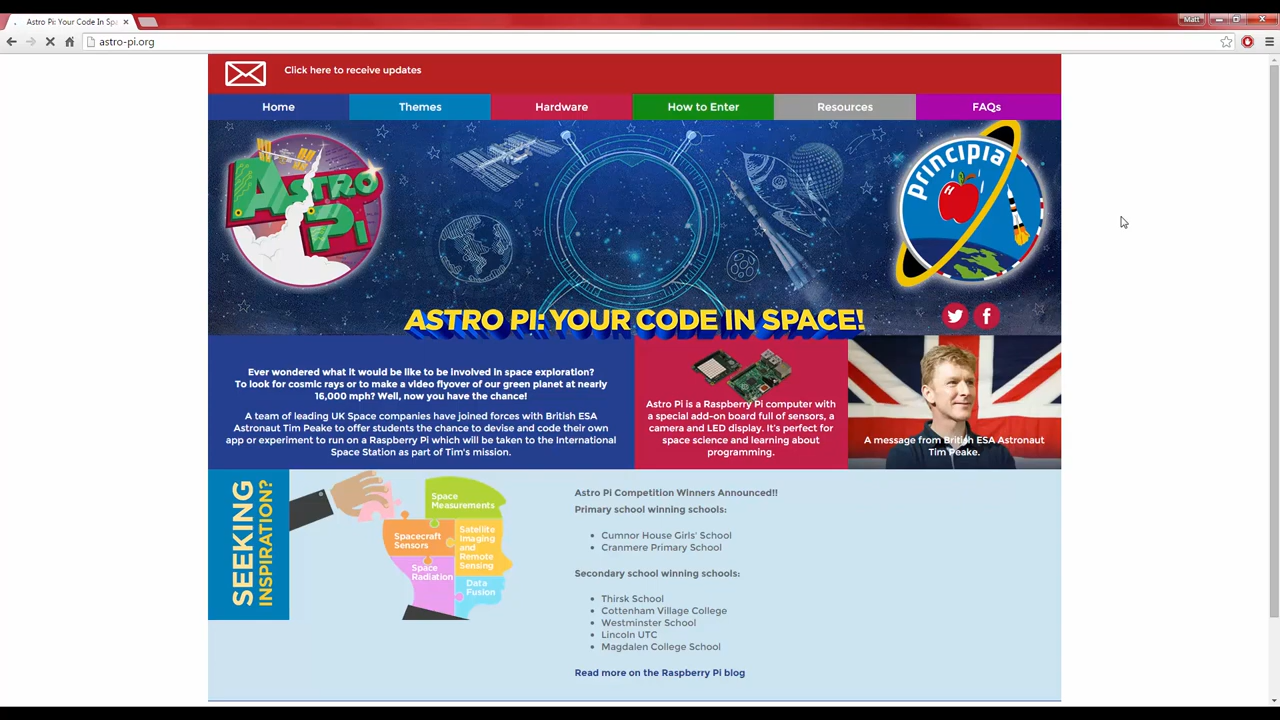 Astro Pi: Your Code In Spa
Matt
astro-pi.org
Click here to receive updates
Home
Themes
Hardware
How to Enter
Resources
FAQs
ASTRO Pi
principia
ASTRO PI: YOUR CODE IN SPACE!
Ever wondered what it would be like to be involved in space exploration?
To look for cosmic rays or to make a video flyover of our green planet at nearly
16,000 mph? Well, now you have the chance!
A team of leading UK Space companies have joined forces with British ESA
Astronaut Tim Peake to offer students the chance to devise and code their own
app or experiment to run on a Raspberry Pi which will be taken to the International
Space Station as part of Tim's mission.
Astro Pi is a Raspberry Pi computer with
a special add-on board full of sensors, a
camera and LED display. It's perfect for
space science and learning about
programming.
A message from British ESA Astronaut
Tim Peake.
SEEKING
INSPIRATION?
Space
Measurements
Spacecraft
Sensors
Satellite
Imaging
and
Remote
Sensing
Space
Radiation
Data
Fusion
Astro Pi Competition Winners Announced!!
Primary school winning schools:
Cumnor House Girls' School
Cranmere Primary School
Secondary school winning schools:
Thirsk School
Cottenham Village College
Westminster School
Lincoln UTC
Magdalen College School
Read more on the Raspberry Pi blog